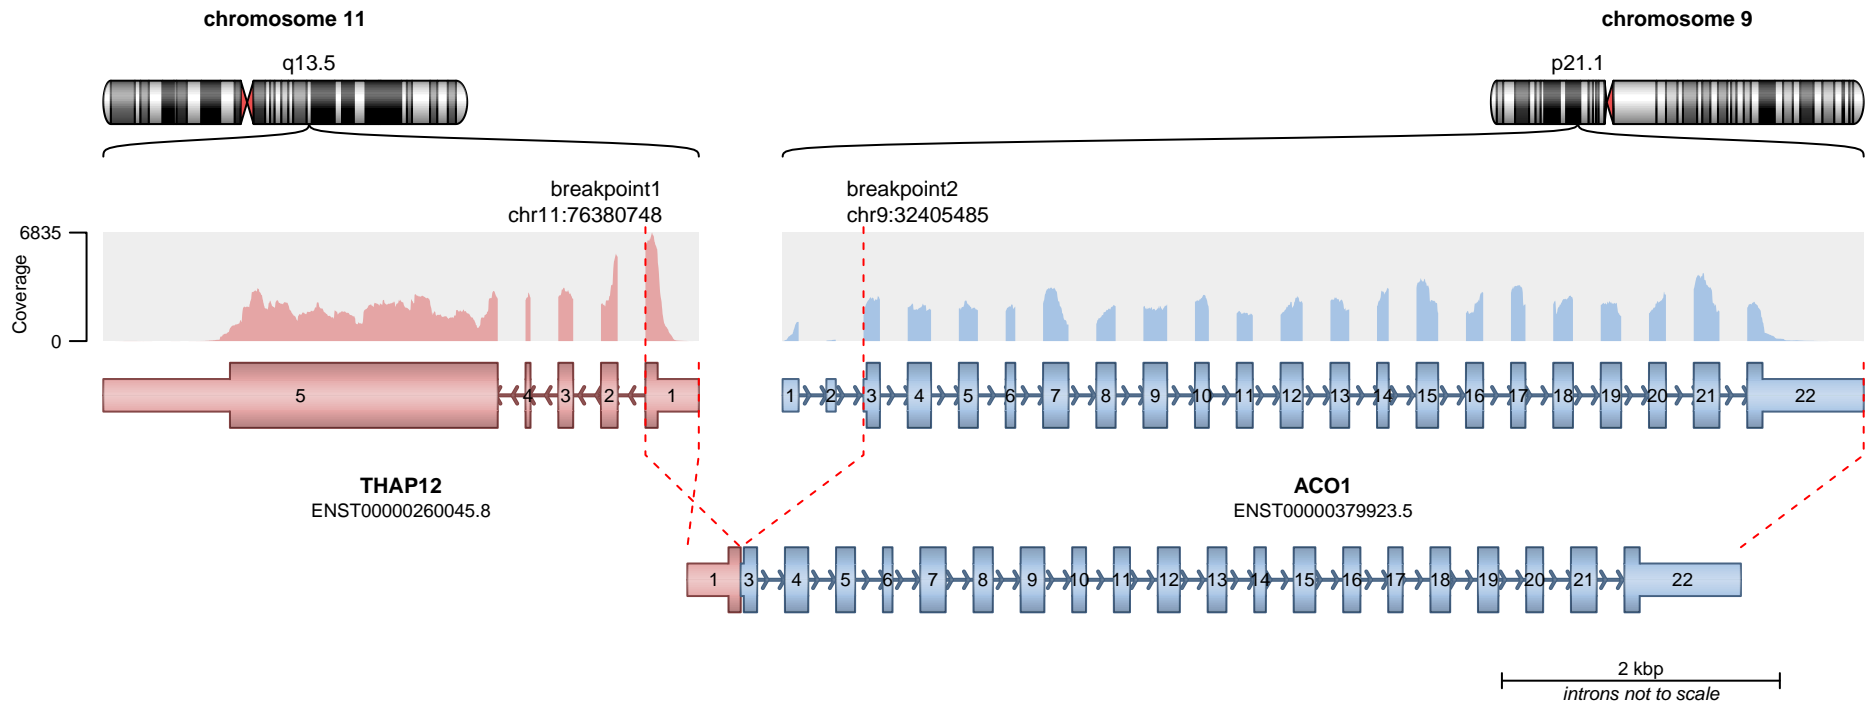 chromosome 11
chromosome 9
q13.5
p21.1
breakpoint1
chr11:76380748
breakpoint2
chr9:32405485
6835
Coverage
0
5 4 3 2 1
1 2 3 4 5 6 7 8 9 10 11 12 13 14 15 16 17 18 19 20 21 22
THAP12
ENST00000260045.8
ACO1
ENST00000379923.5
1 3 4 5 6 7 8 9 10 11 12 13 14 15 16 17 18 19 20 21 22
2 kbp
introns not to scale